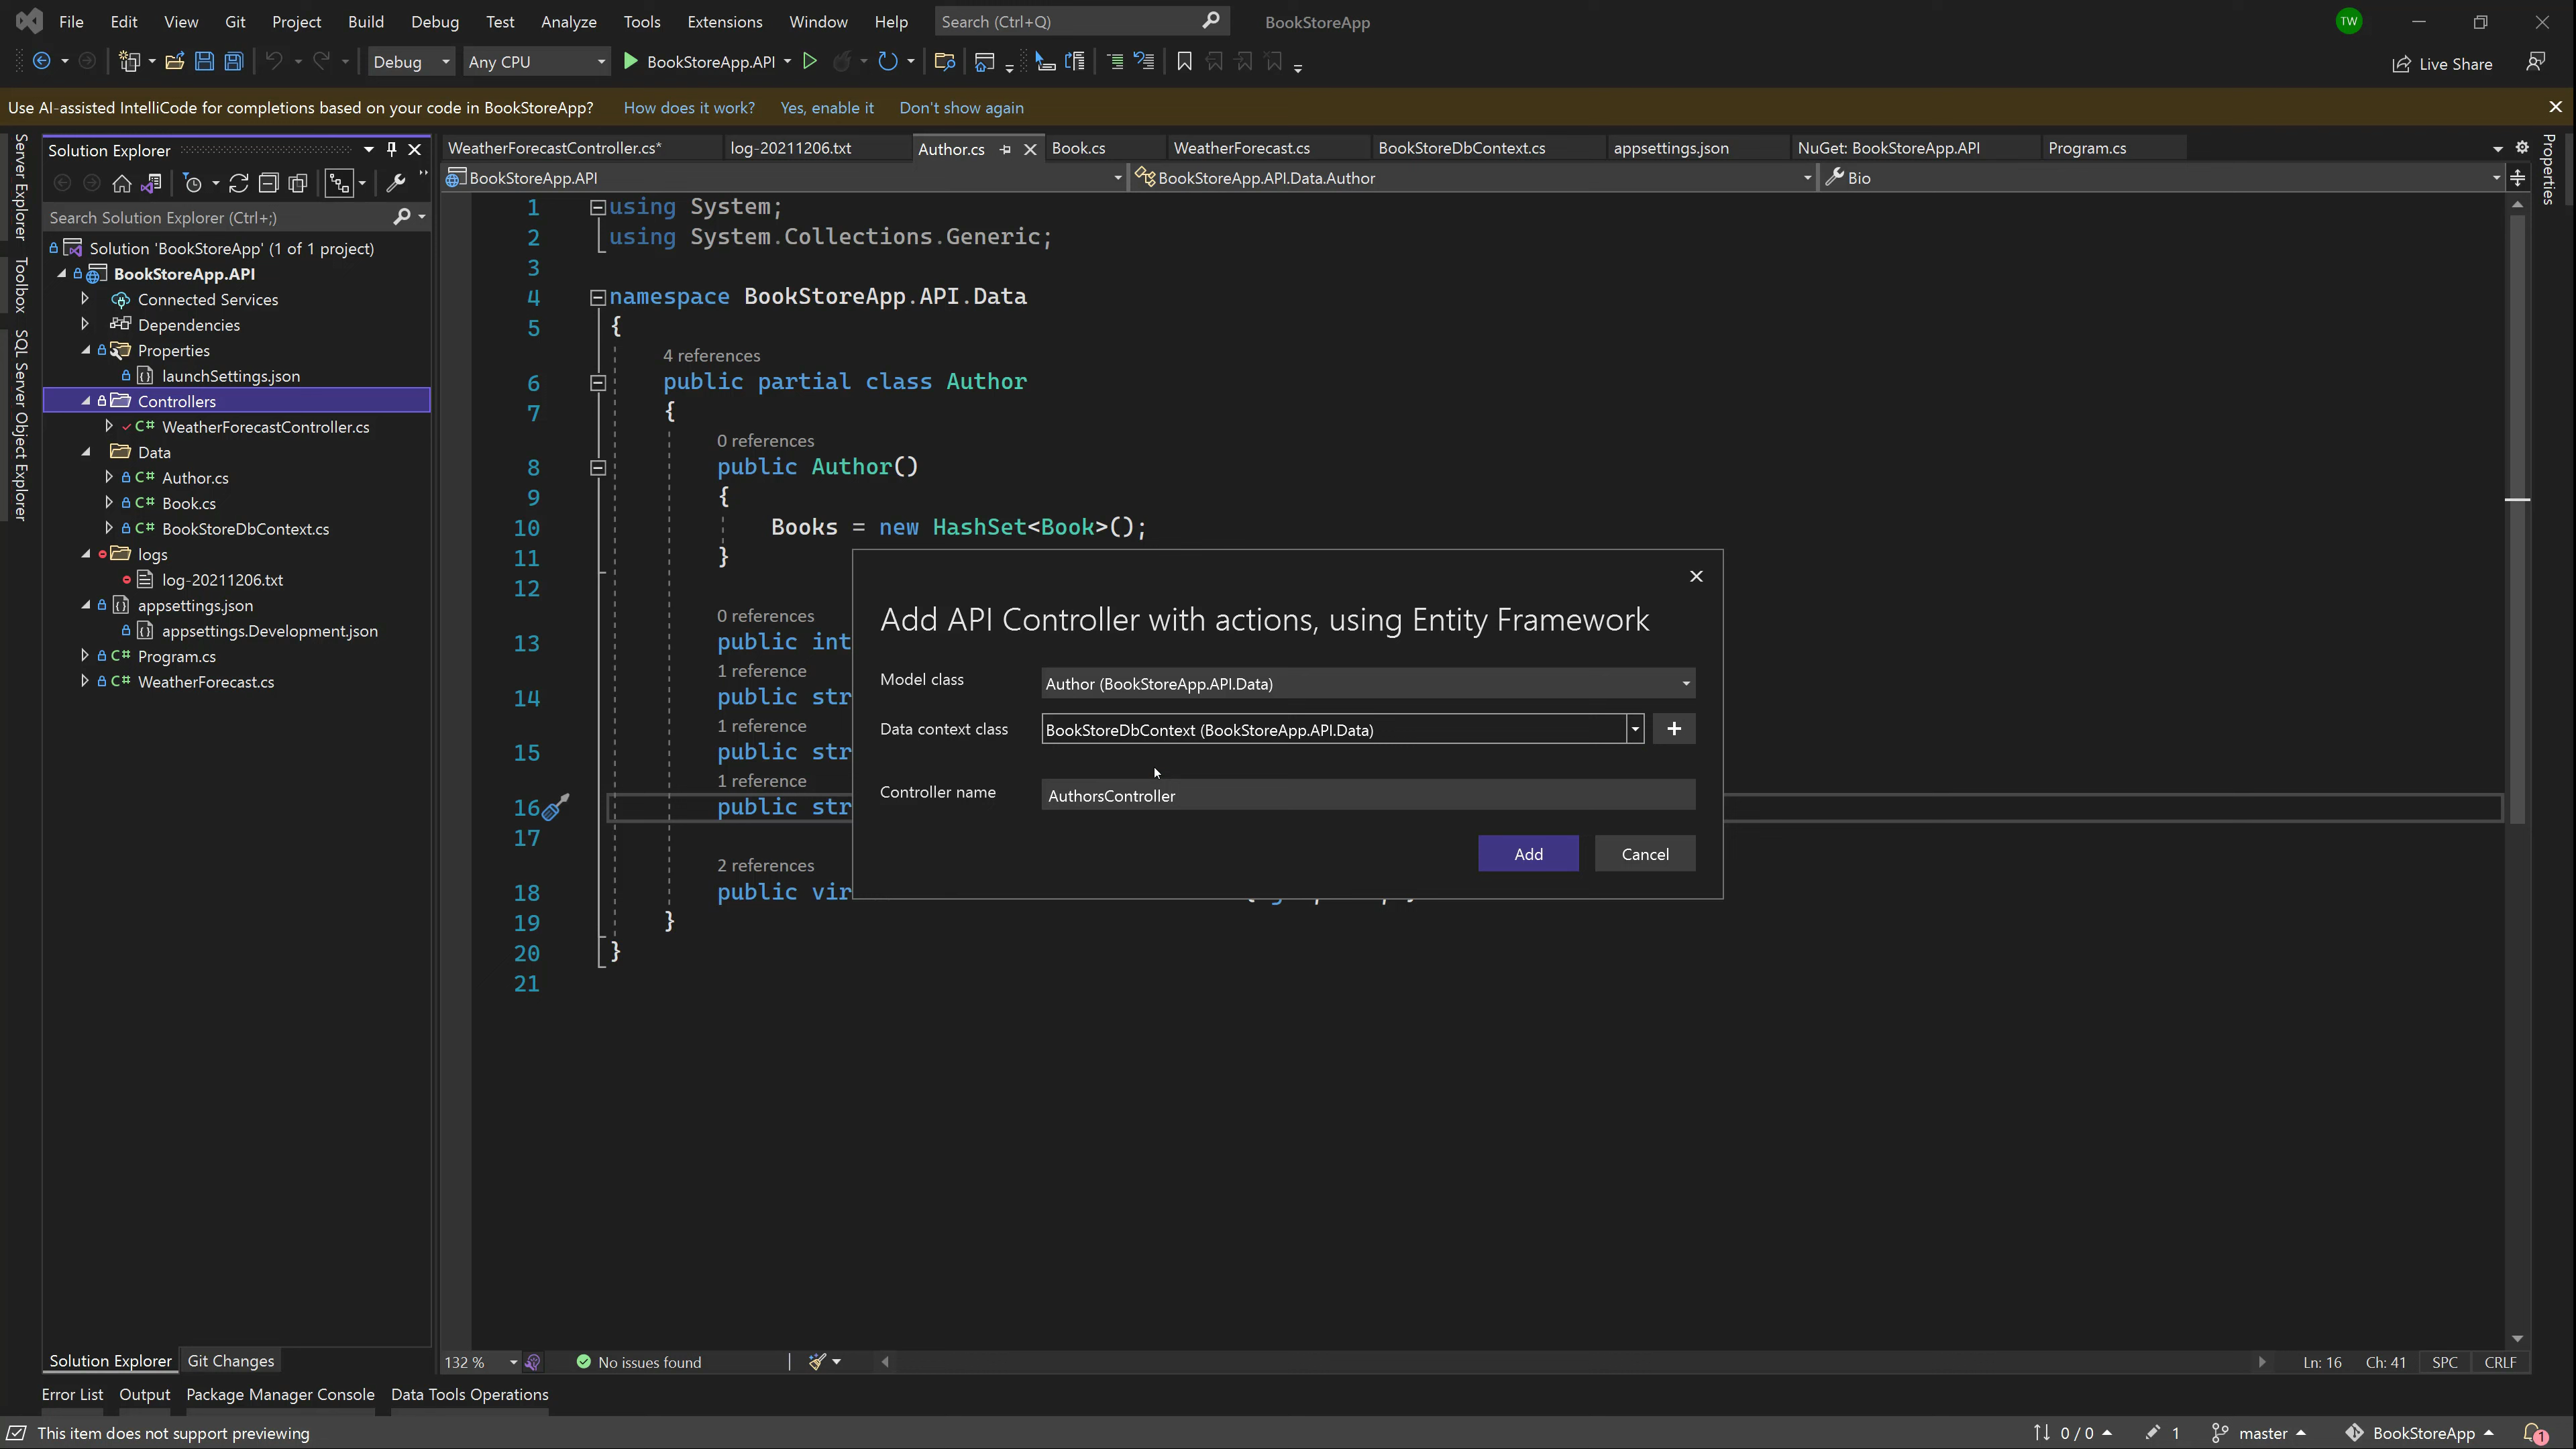 File Edit View Git Project Build Debug Test Analyze Tools Extensions Window Help Search (Ctrl+Q) BookStoreApp TW
Debug Any CPU BookStoreApp.API Live Share
Use AI-assisted IntelliCode for completions based on your code in BookStoreApp? How does it work? Yes, enable it Don't show again
Server Explorer
Toolbox
SQL Server Object Explorer
Solution Explorer
Search Solution Explorer (Ctrl+;)
Solution 'BookStoreApp' (1 of 1 project)
BookStoreApp.API
Connected Services
Dependencies
Properties
launchSettings.json
Controllers
WeatherForecastController.cs
Data
Author.cs
Book.cs
BookStoreDbContext.cs
logs
log-20211206.txt
appsettings.json
appsettings.Development.json
Program.cs
WeatherForecast.cs
Solution Explorer Git Changes
WeatherForecastController.cs* log-20211206.txt Author.cs Book.cs WeatherForecast.cs BookStoreDbContext.cs appsettings.json NuGet: BookStoreApp.API Program.cs
Properties
BookStoreApp.API BookStoreApp.API.Data.Author Bio
1 using System;
2 using System.Collections.Generic;
3
4 namespace BookStoreApp.API.Data
5 {
4 references
6 public partial class Author
7 {
0 references
8 public Author()
9 {
10 Books = new HashSet<Book>();
11 }
12
0 references
13 public int
1 reference
14 public str
1 reference
15 public str
1 reference
16 public str
17
2 references
18 public vir
19 }
20 }
21
Add API Controller with actions, using Entity Framework
Model class Author (BookStoreApp.API.Data)
Data context class BookStoreDbContext (BookStoreApp.API.Data)
Controller name AuthorsController
Add Cancel
132 % No issues found Ln: 16 Ch: 41 SPC CRLF
Error List Output Package Manager Console Data Tools Operations
This item does not support previewing 0 / 0 1 master BookStoreApp 1